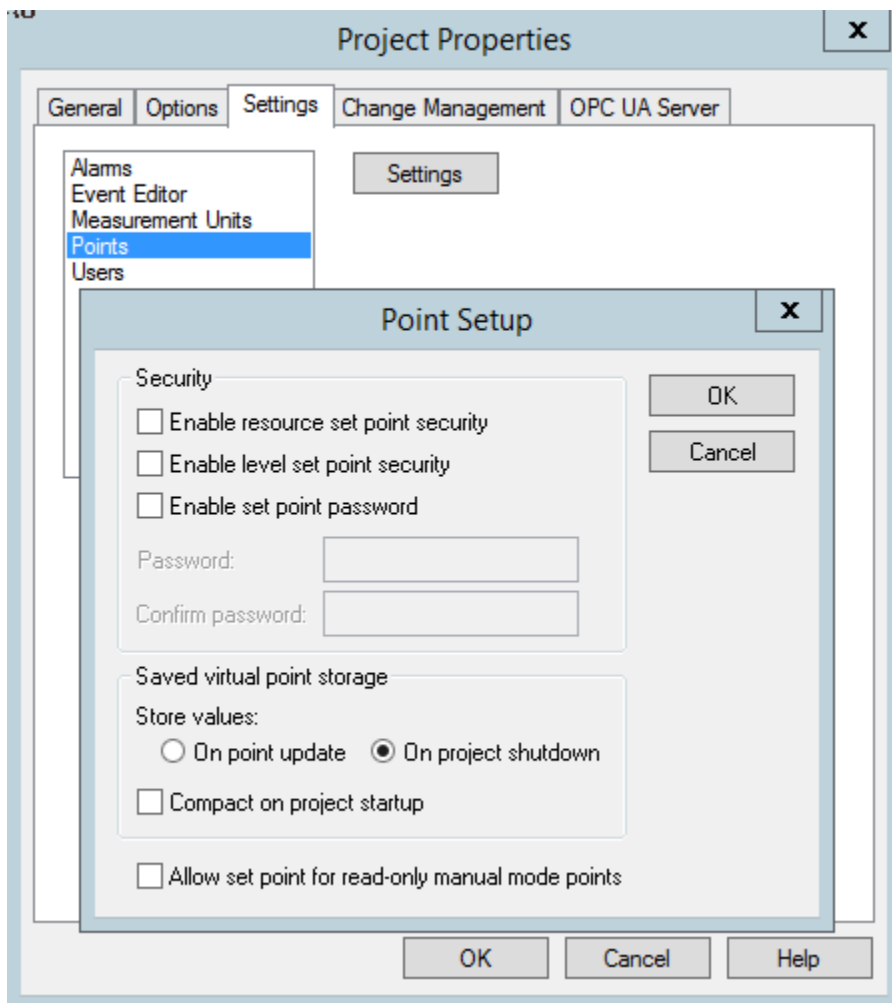 Project Properties
x
General Options Settings Change Management OPC UA Server
Alarms
Settings
Event Editor
Measurement Units
Points
Users
Point Setup
x
Security
OK
Enable resource set point security
Cancel
Enable level set point security
Enable set point password
Password:
Confirm password:
Saved virtual point storage
Store values:
On point update On project shutdown
Compact on project startup
Allow set point for read-only manual mode points
OK Cancel Help